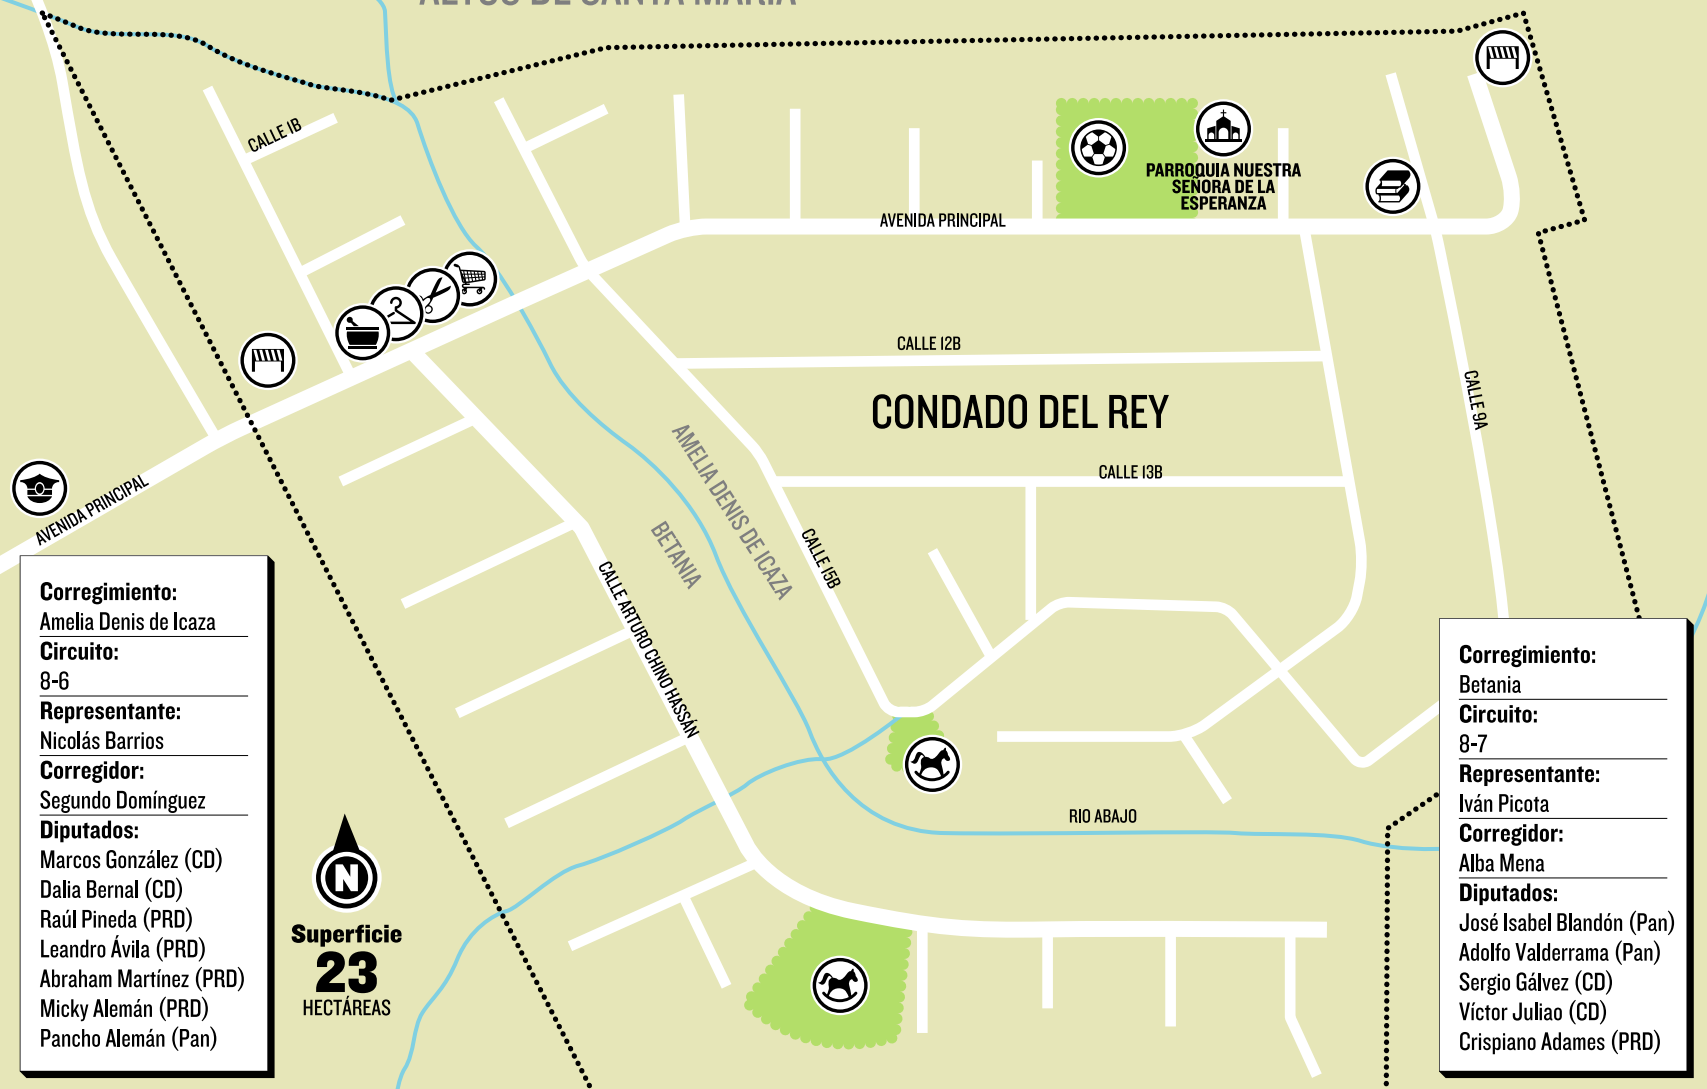 ALTOS DE SANTA MARÍA
CALLE 1B
PARROQUIA NUESTRA
SEÑORA DE LA
ESPERANZA
AVENIDA PRINCIPAL
CALLE 12B
CONDADO DEL REY
CALLE 9A
CALLE 13B
AMELIA DENIS DE ICAZA
BETANIA
CALLE 15B
AVENIDA PRINCIPAL
CALLE ARTURO CHINO HASSÁN
RIO ABAJO
Corregimiento:
Amelia Denis de Icaza
Circuito:
8-6
Representante:
Nicolás Barrios
Corregidor:
Segundo Domínguez
Diputados:
Marcos González (CD)
Dalia Bernal (CD)
Raúl Pineda (PRD)
Leandro Ávila (PRD)
Abraham Martínez (PRD)
Micky Alemán (PRD)
Pancho Alemán (Pan)
N
Superficie
23
HECTÁREAS
Corregimiento:
Betania
Circuito:
8-7
Representante:
Iván Picota
Corregidor:
Alba Mena
Diputados:
José Isabel Blandón (Pan)
Adolfo Valderrama (Pan)
Sergio Gálvez (CD)
Víctor Juliao (CD)
Crispiano Adames (PRD)